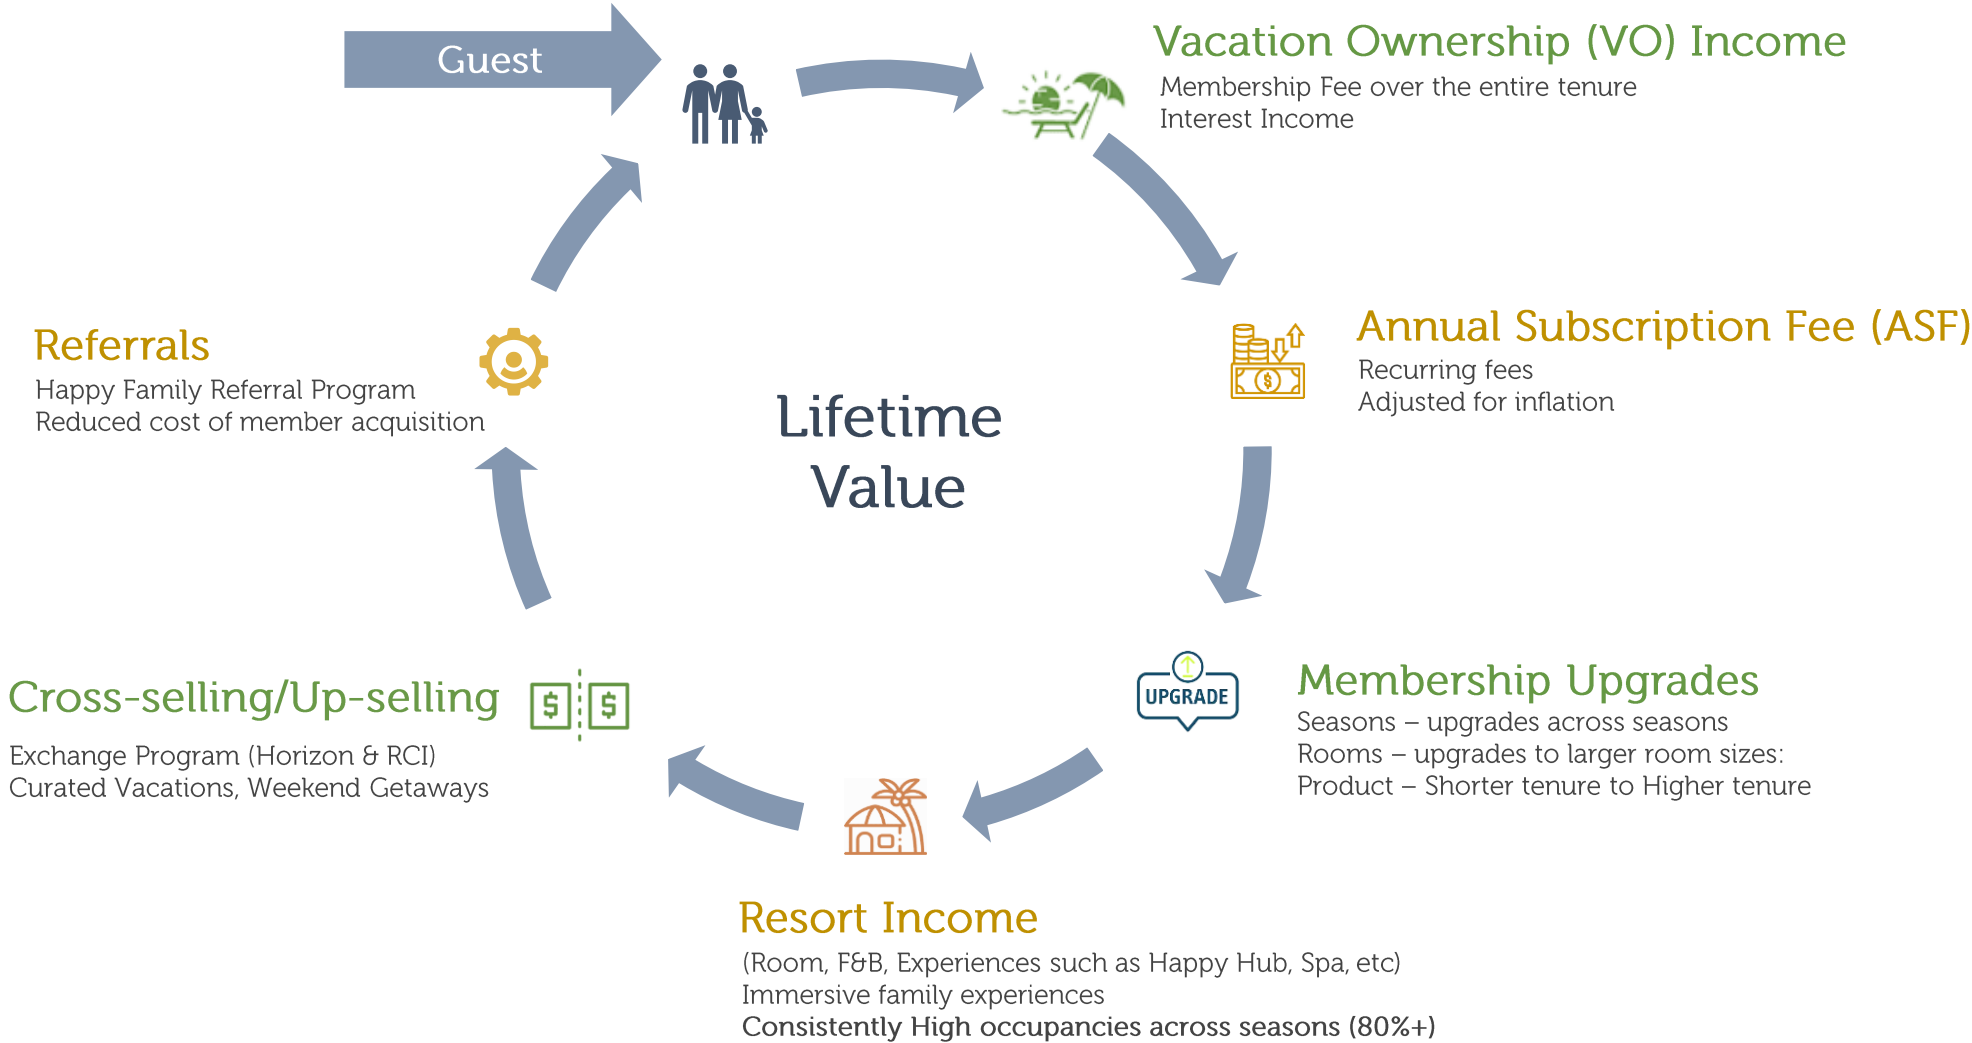 Guest
Vacation Ownership (VO) Income
Membership Fee over the entire tenure
Interest Income
Annual Subscription Fee (ASF)
Recurring fees
Adjusted for inflation
$
UPGRADE
Membership Upgrades
Seasons – upgrades across seasons
Rooms – upgrades to larger room sizes:
Product – Shorter tenure to Higher tenure
Resort Income
(Room, F&B, Experiences such as Happy Hub, Spa, etc)
Immersive family experiences
Consistently High occupancies across seasons (80%+)
Cross-selling/Up-selling
$ $
Exchange Program (Horizon & RCI)
Curated Vacations, Weekend Getaways
Referrals
Happy Family Referral Program
Reduced cost of member acquisition
Lifetime
Value